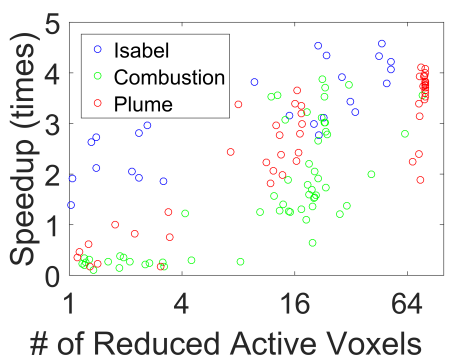 5
4
3
2
1
0
Speedup (times)
Isabel
Combustion
Plume
1 4 16 64
# of Reduced Active Voxels